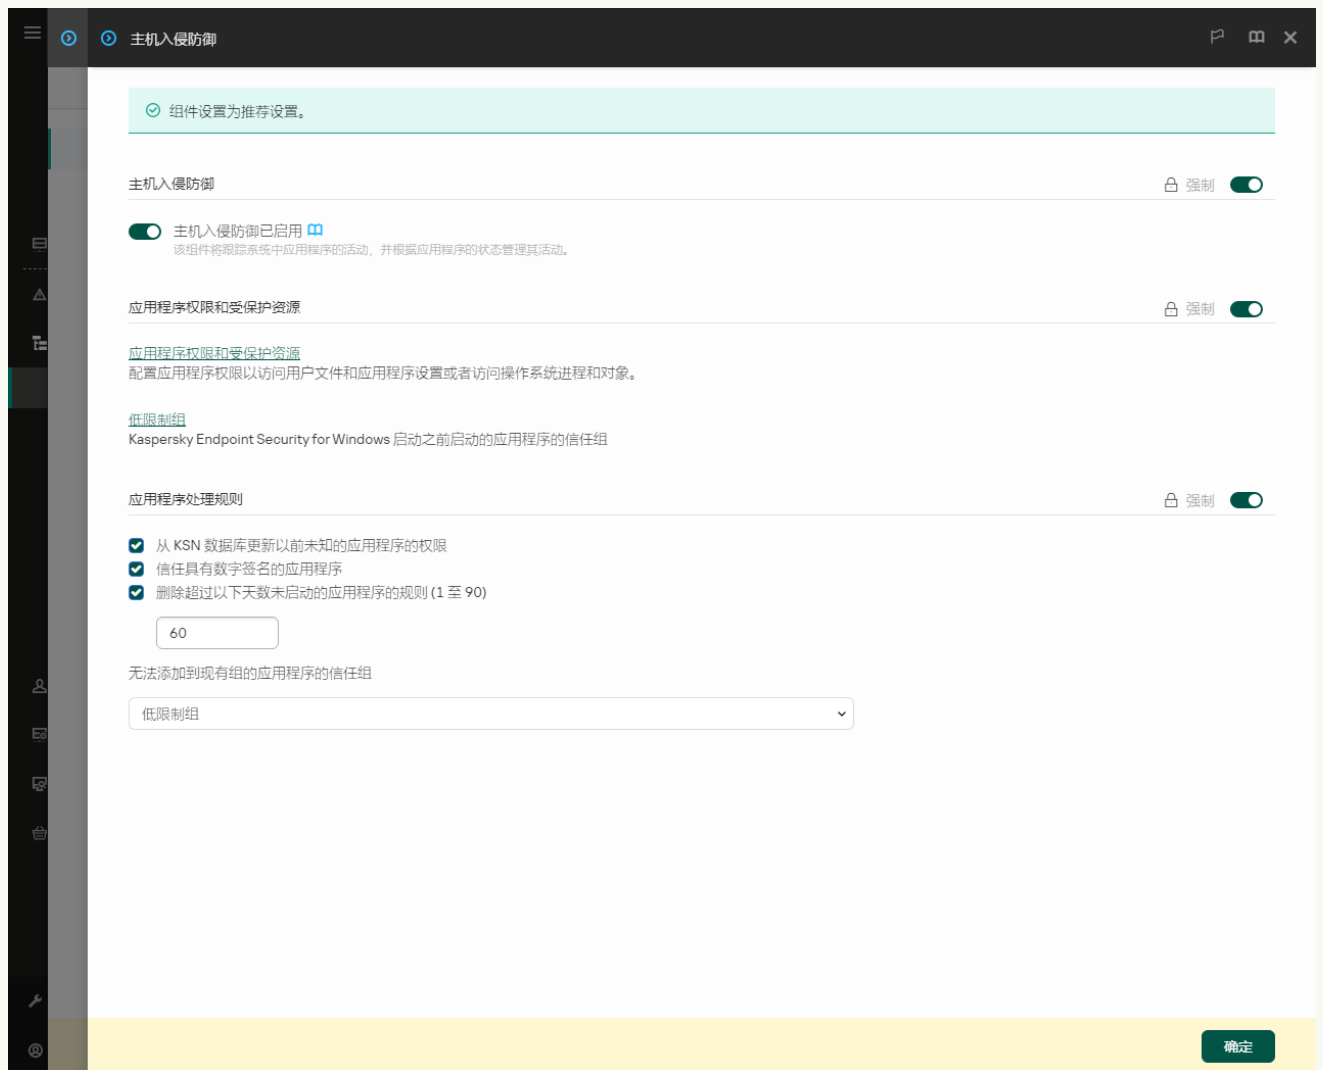 主机入侵防御
组件设置为推荐设置。
主机入侵防御
强制
主机入侵防御已启用
该组件将跟踪系统中应用程序的活动，并根据应用程序的状态管理其活动。
应用程序权限和受保护资源
强制
应用程序权限和受保护资源
配置应用程序权限以访问用户文件和应用程序设置或者访问操作系统进程和对象。
低限制组
Kaspersky Endpoint Security for Windows 启动之前启动的应用程序的信任组
应用程序处理规则
强制
从 KSN 数据库更新以前未知的应用程序的权限
信任具有数字签名的应用程序
删除超过以下天数未启动的应用程序的规则 (1 至 90)
60
无法添加到现有组的应用程序的信任组
低限制组
确定